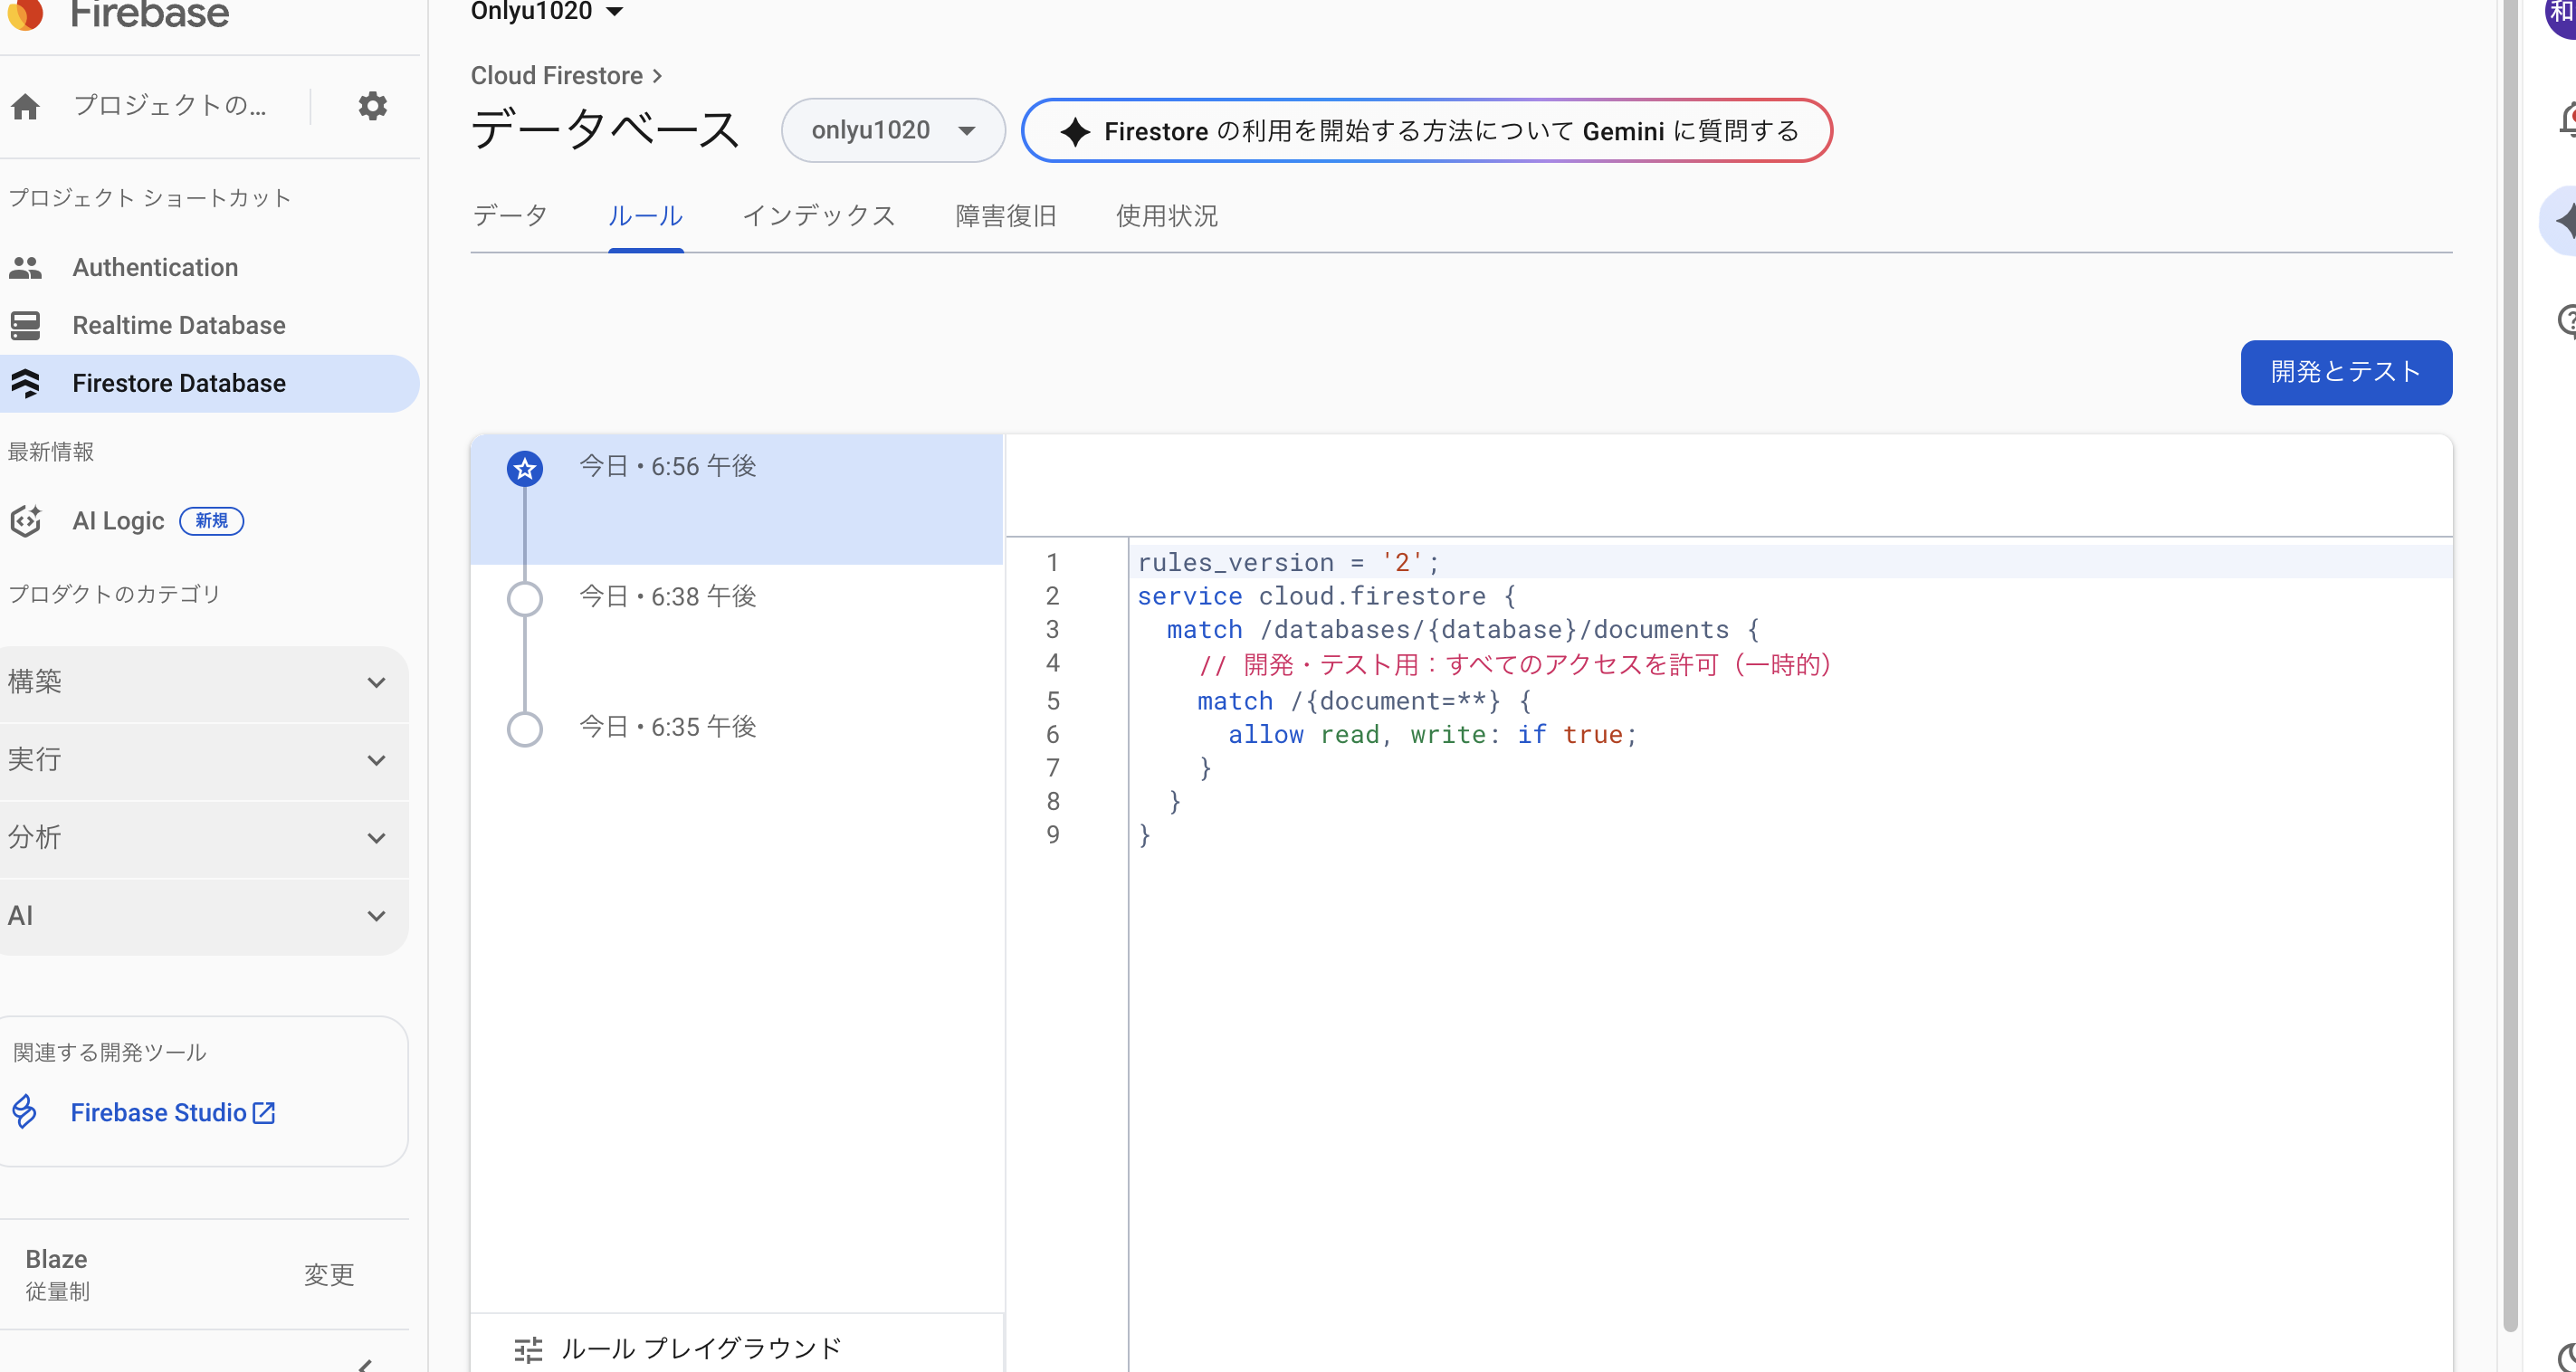 Firebase
Onlyu1020
プロジェクトの...
Cloud Firestore
データベース
onlyu1020
Firestore の利用を開始する方法について Gemini に質問する
データ
ルール
インデックス
障害復旧
使用状況
プロジェクト ショートカット
Authentication
Realtime Database
Firestore Database
最新情報
AI Logic 新規
プロダクトのカテゴリ
構築
実行
分析
AI
関連する開発ツール
Firebase Studio
Blaze
従量制
変更
開発とテスト
今日 • 6:56 午後
今日 • 6:38 午後
今日 • 6:35 午後
ルール プレイグラウンド
1 rules_version = '2';
2 service cloud.firestore {
3 match /databases/{database}/documents {
4 // 開発・テスト用：すべてのアクセスを許可（一時的）
5 match /{document=**} {
6 allow read, write: if true;
7 }
8 }
9 }
和